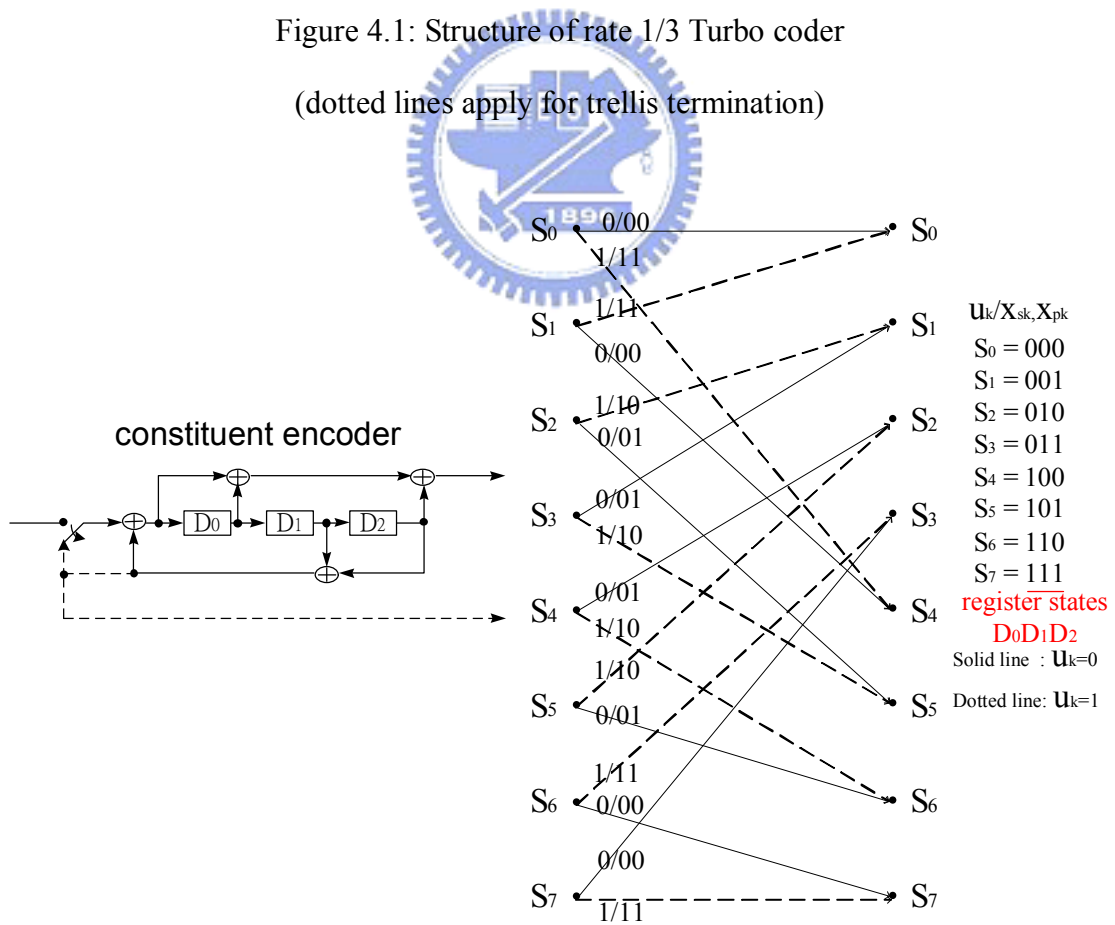 Figure 4.1: Structure of rate 1/3 Turbo coder
(dotted lines apply for trellis termination)
1896
constituent encoder
D0
D1
D2
S0
0/00
1/11
S0
S1
1/11
0/00
S1
S2
1/10
0/01
S2
S3
0/01
1/10
S3
S4
0/01
1/10
S4
S5
1/10
0/01
S5
S6
1/11
0/00
S6
S7
0/00
1/11
S7
uk/xsk,xpk
S0 = 000
S1 = 001
S2 = 010
S3 = 011
S4 = 100
S5 = 101
S6 = 110
S7 = 111
register states
D0D1D2
Solid line : uk=0
Dotted line: uk=1